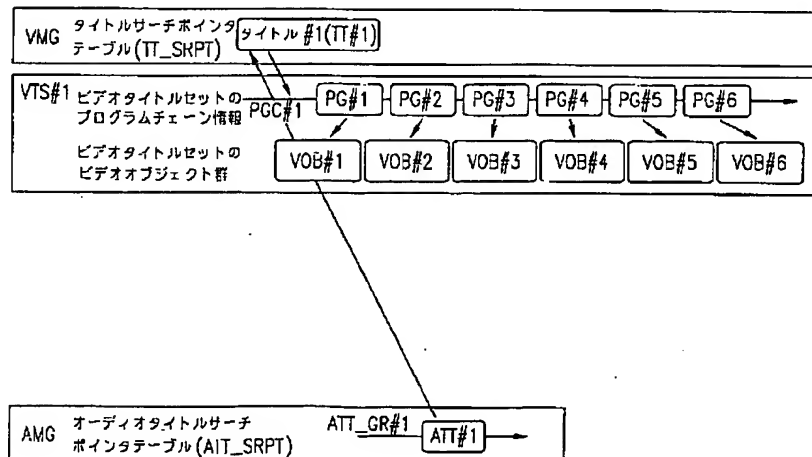 VMG タイトルサーチポインタ
テーブル(TT_SRPT)
タイトル #1(TT#1)
VTS#1 ビデオタイトルセットの
プログラムチェーン情報
PGC#1
PG#1 PG#2 PG#3 PG#4 PG#5 PG#6
ビデオタイトルセットの
ビデオオブジェクト群
VOB#1 VOB#2 VOB#3 VOB#4 VOB#5 VOB#6
AMG オーディオタイトルサーチ
ポインタテーブル(AIT_SRPT)
ATT_GR#1
ATT#1